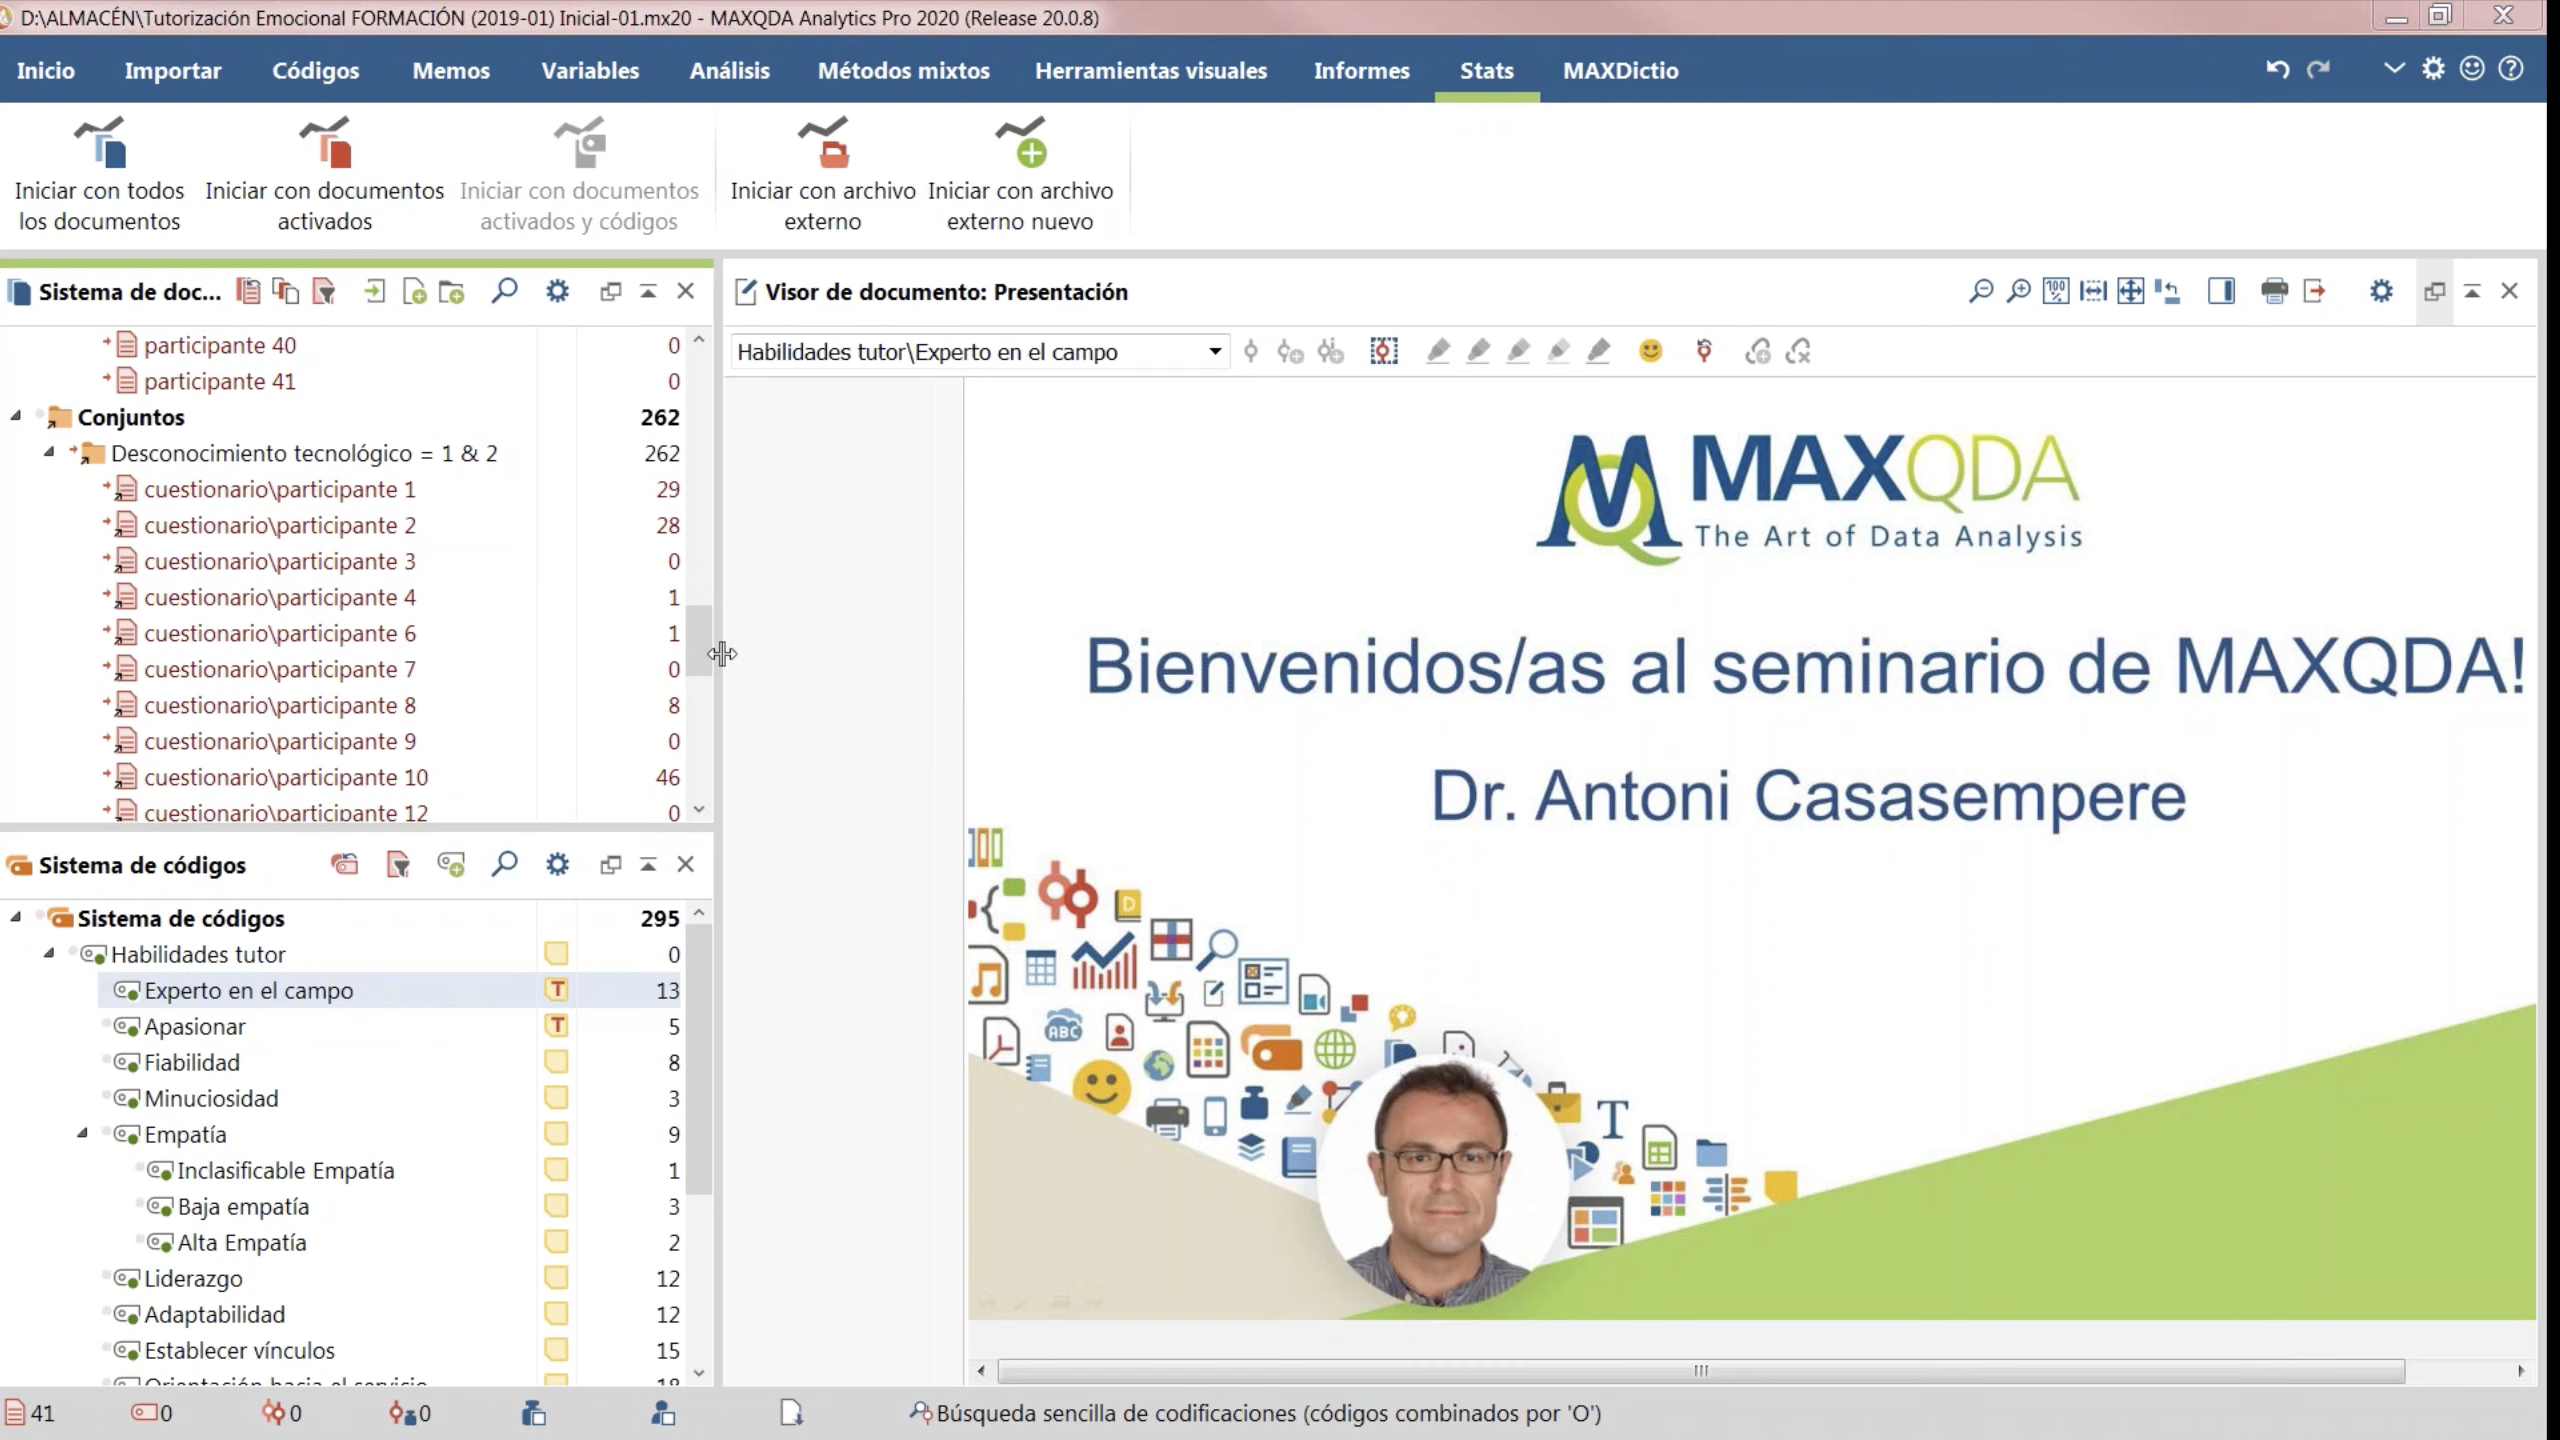 D:\ALMACÉN\Tutorización Emocional FORMACIÓN (2019-01) Inicial-01.mx20 - MAXQDA Analytics Pro 2020 (Release 20.0.8)
Inicio Importar Códigos Memos Variables Análisis Métodos mixtos Herramientas visuales Informes Stats MAXDictio
Iniciar con todos los documentos
Iniciar con documentos activados
Iniciar con documentos activados y códigos
Iniciar con archivo externo
Iniciar con archivo externo nuevo
Sistema de doc...
participante 40 0
participante 41 0
Conjuntos 262
Desconocimiento tecnológico = 1 & 2 262
cuestionario\participante 1 29
cuestionario\participante 2 28
cuestionario\participante 3 0
cuestionario\participante 4 1
cuestionario\participante 6 1
cuestionario\participante 7 0
cuestionario\participante 8 8
cuestionario\participante 9 0
cuestionario\participante 10 46
cuestionario\participante 12 0
Sistema de códigos
Sistema de códigos 295
Habilidades tutor 0
Experto en el campo T 13
Apasionar T 5
Fiabilidad 8
Minuciosidad 3
Empatía 9
Inclasificable Empatía 1
Baja empatía 3
Alta Empatía 2
Liderazgo 12
Adaptabilidad 12
Establecer vínculos 15
Orientación hacia el servicio
Visor de documento: Presentación
100 %
Habilidades tutor\Experto en el campo
MAXQDA
The Art of Data Analysis
Bienvenidos/as al seminario de MAXQDA!
Dr. Antoni Casasempere
D
ABC
T
41 0 0 0 Búsqueda sencilla de codificaciones (códigos combinados por 'O')